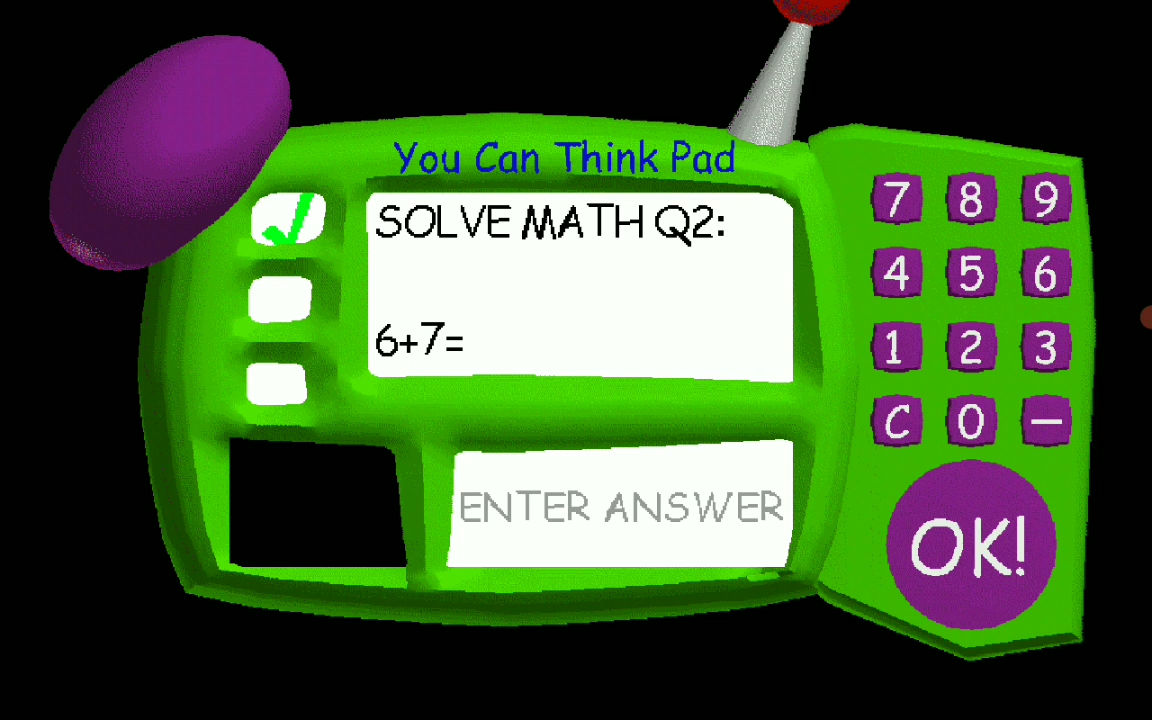 You Can Think Pad
SOLVE MATH Q2:
6+7=
ENTER ANSWER
7 8 9
4 5 6
1 2 3
C 0 −
OK!